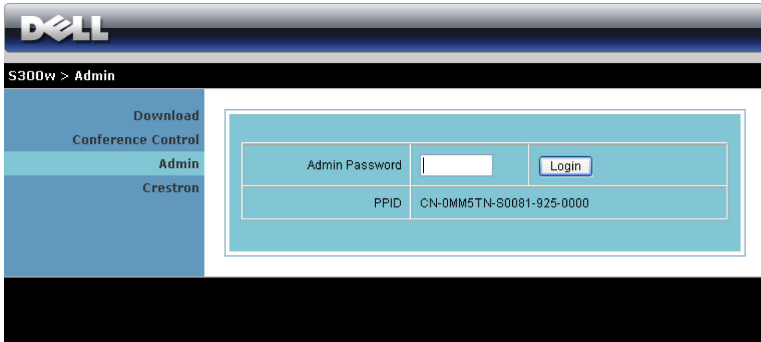 DELL
S300w > Admin
Download
Conference Control
Admin
Crestron
Admin Password Login
PPID CN-0MM5TN-S0081-925-0000